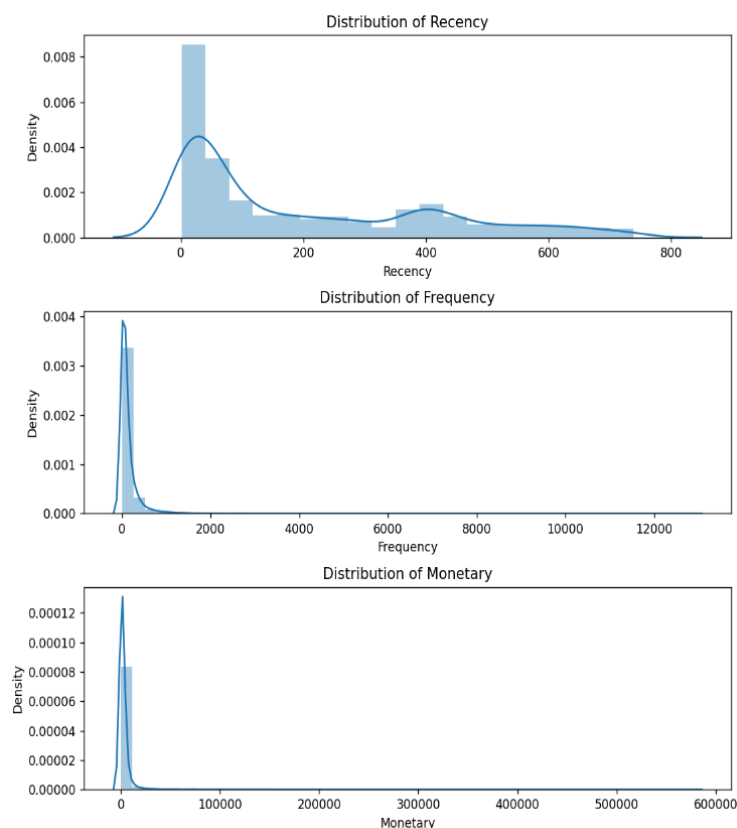 Distribution of Recency
0.008
0.006
0.004
0.002
0.000
Density
0 200 400 600 800
Recency
Distribution of Frequency
0.004
0.003
0.002
0.001
0.000
Density
0 2000 4000 6000 8000 10000 12000
Frequency
Distribution of Monetary
0.00012
0.00010
0.00008
0.00006
0.00004
0.00002
0.00000
Density
0 100000 200000 300000 400000 500000 600000
Monetary